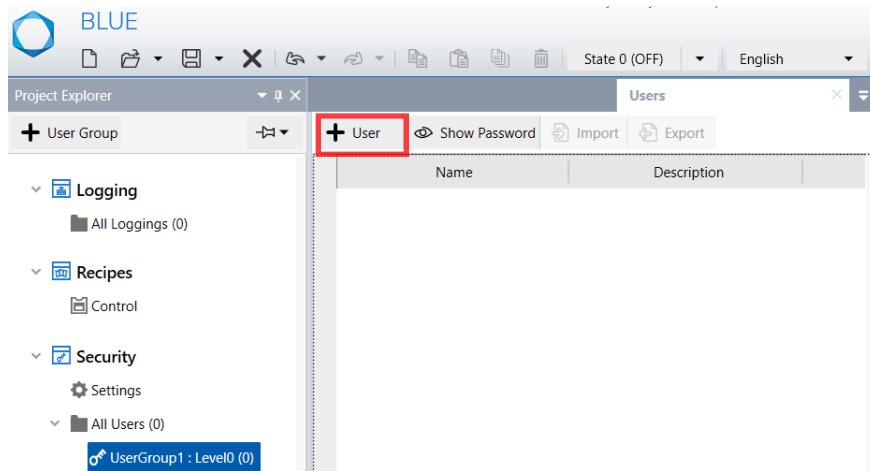 BLUE
State 0 (OFF) English
Project Explorer
Users
User Group
User Show Password Import Export
Name Description
Logging
All Loggings (0)
Recipes
Control
Security
Settings
All Users (0)
UserGroup1 : Level0 (0)